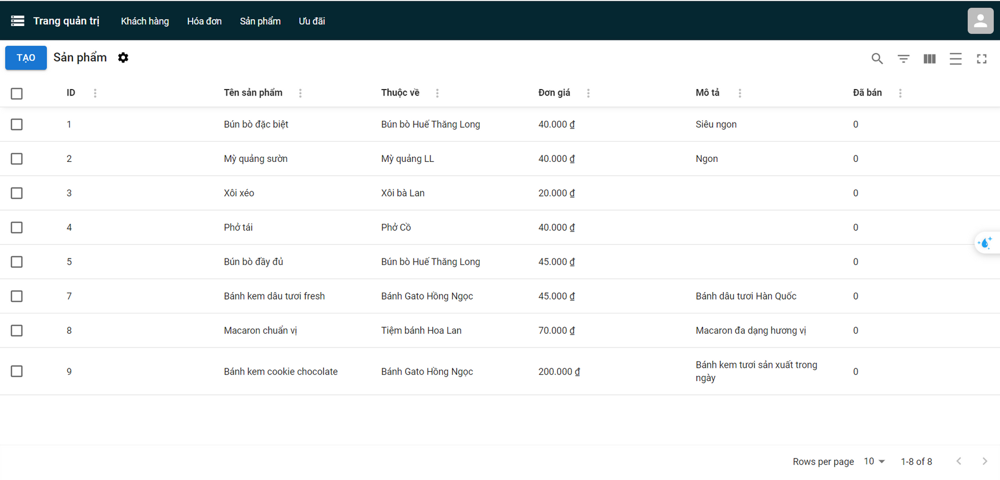 Trang quản trị Khách hàng Hóa đơn Sản phẩm Ưu đãi
TẠO Sản phẩm
ID Tên sản phẩm Thuộc về Đơn giá Mô tả Đã bán
1 Bún bò đặc biệt Bún bò Huế Thăng Long 40.000 ₫ Siêu ngon 0
2 Mỳ quảng sườn Mỳ quảng LL 40.000 ₫ Ngon 0
3 Xôi xéo Xôi bà Lan 20.000 ₫ 0
4 Phở tái Phở Cồ 40.000 ₫ 0
5 Bún bò đầy đủ Bún bò Huế Thăng Long 45.000 ₫ 0
7 Bánh kem dâu tươi fresh Bánh Gato Hồng Ngọc 45.000 ₫ Bánh dâu tươi Hàn Quốc 0
8 Macaron chuẩn vị Tiệm bánh Hoa Lan 70.000 ₫ Macaron đa dạng hương vị 0
9 Bánh kem cookie chocolate Bánh Gato Hồng Ngọc 200.000 ₫ Bánh kem tươi sản xuất trong
ngày 0
Rows per page 10 1-8 of 8